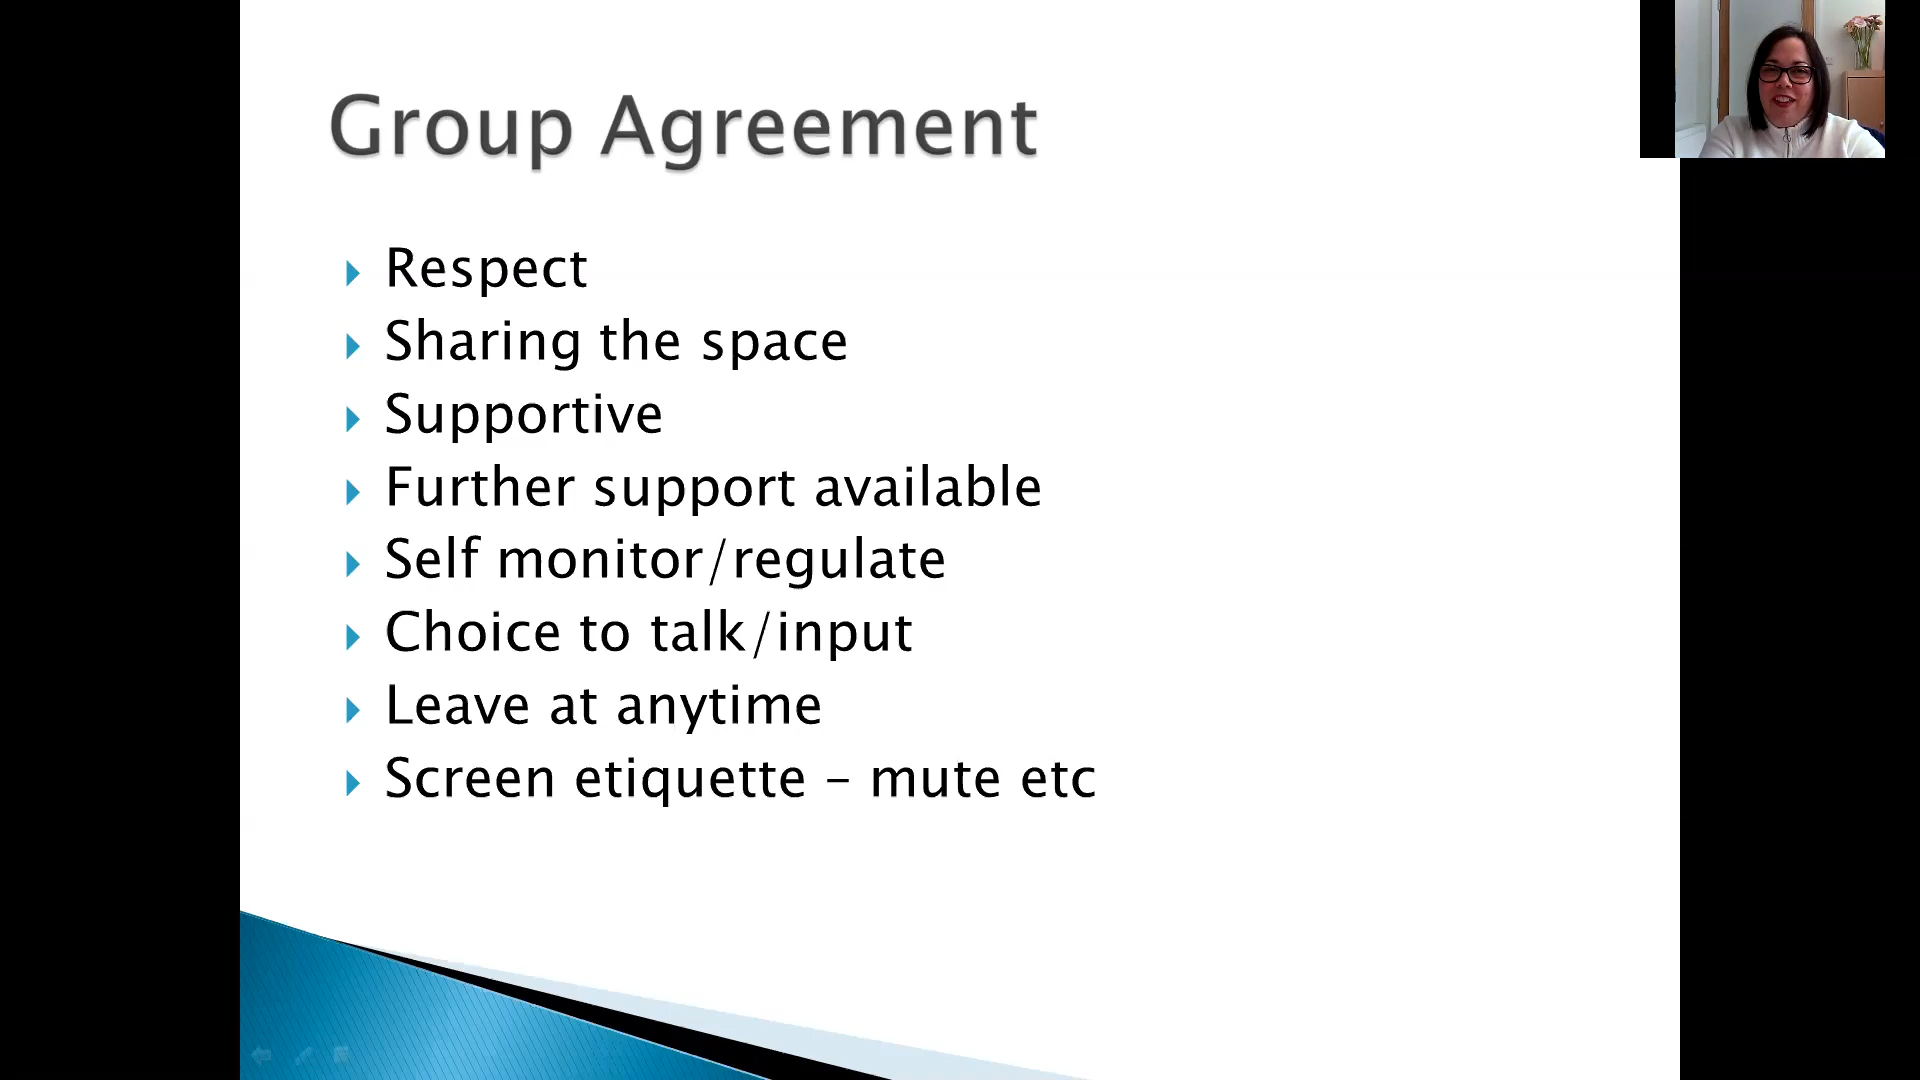 Group Agreement
Respect
Sharing the space
Supportive
Further support available
Self monitor/regulate
Choice to talk/input
Leave at anytime
Screen etiquette – mute etc